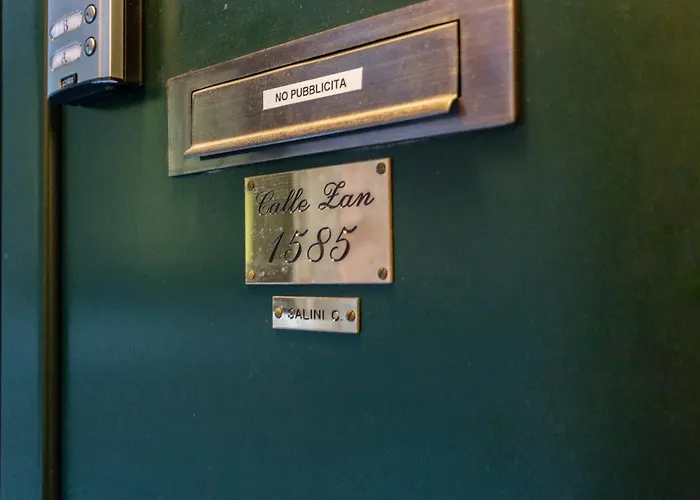 NO PUBBLICITA
Calle Zan
1585
SALINI G.